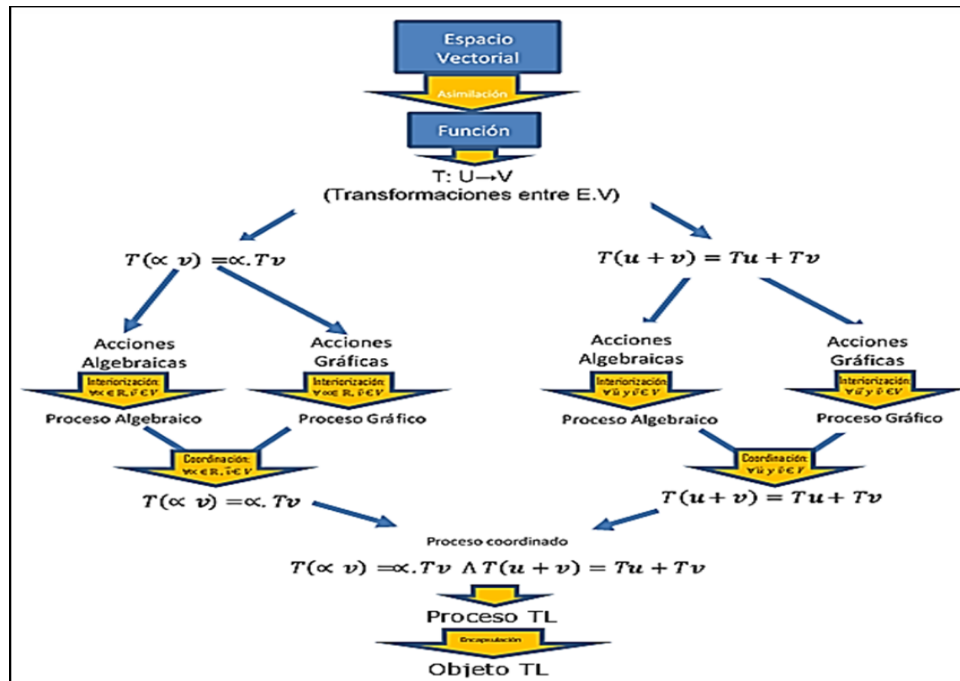 Espacio
Vectorial
Asimilación
Función
T: U→V
(Transformaciones entre E.V)
T(∝ v) =∝. Tv
T(u + v) = Tu + Tv
Acciones
Algebraicas
Acciones
Gráficas
Acciones
Algebraicas
Acciones
Gráficas
Interiorización:
∀∝∈ℝ, v̄∈V
Interiorización:
∀∝∈ℝ, v̄∈V
Interiorización:
∀ū y v̄∈V
Interiorización:
∀ū y v̄∈V
Proceso Algebraico
Proceso Gráfico
Proceso Algebraico
Proceso Gráfico
Coordinación:
∀∝∈ℝ, v̄∈V
Coordinación:
∀ū y v̄∈V
T(∝ v) =∝. Tv
T(u + v) = Tu + Tv
Proceso coordinado
T(∝ v) =∝. Tv Λ T(u + v) = Tu + Tv
Proceso TL
Encapsulación
Objeto TL